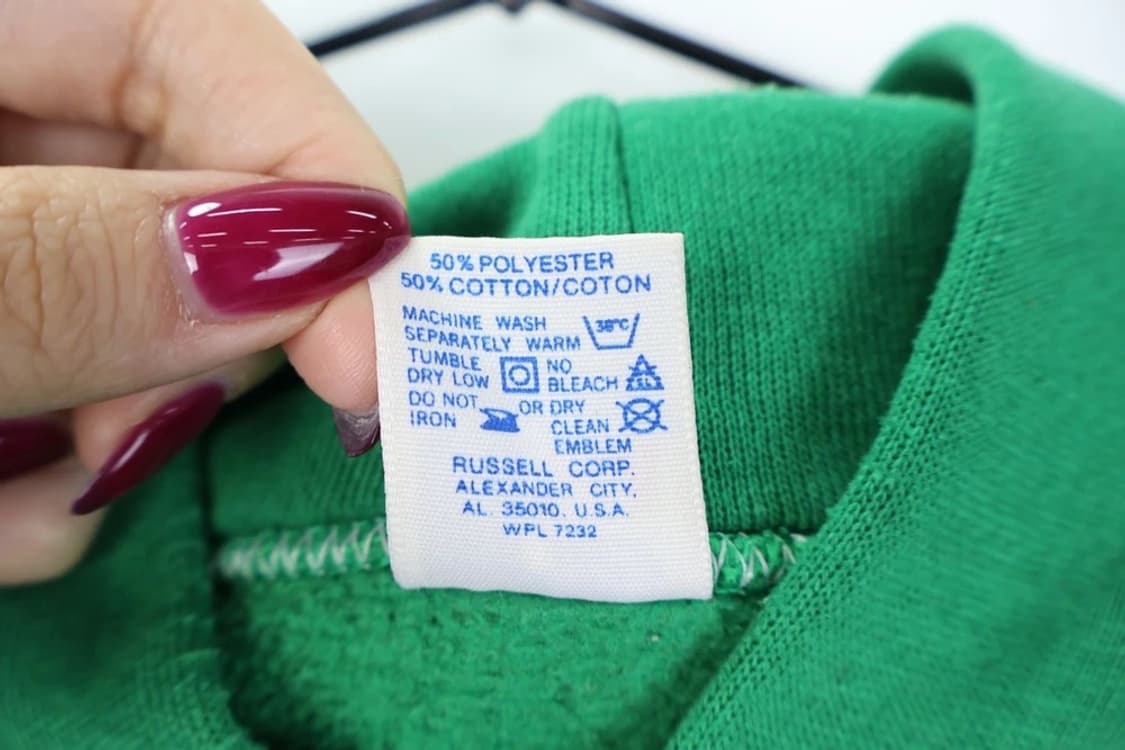 50% POLYESTER
50% COTTON/COTON
MACHINE WASH
SEPARATELY WARM
38°C
TUMBLE
DRY LOW
NO
BLEACH
DO NOT
IRON
OR DRY
CLEAN
EMBLEM
RUSSELL CORP.
ALEXANDER CITY,
AL. 35010. U.S.A.
WPL 7232